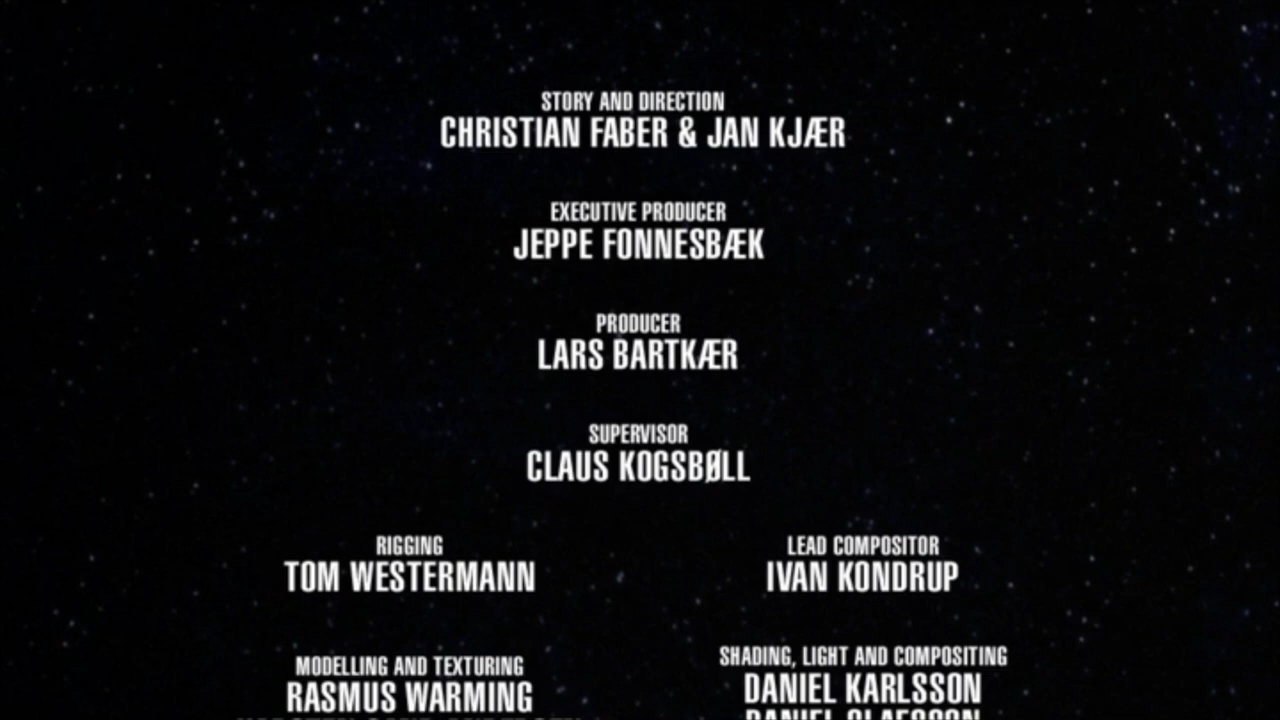 STORY AND DIRECTION
CHRISTIAN FABER & JAN KJÆR
EXECUTIVE PRODUCER
JEPPE FONNESBÆK
PRODUCER
LARS BARTKÆR
SUPERVISOR
CLAUS KOGSBØLL
RIGGING
TOM WESTERMANN
LEAD COMPOSITOR
IVAN KONDRUP
MODELLING AND TEXTURING
RASMUS WARMING
SHADING, LIGHT AND COMPOSITING
DANIEL KARLSSON
DANIEL